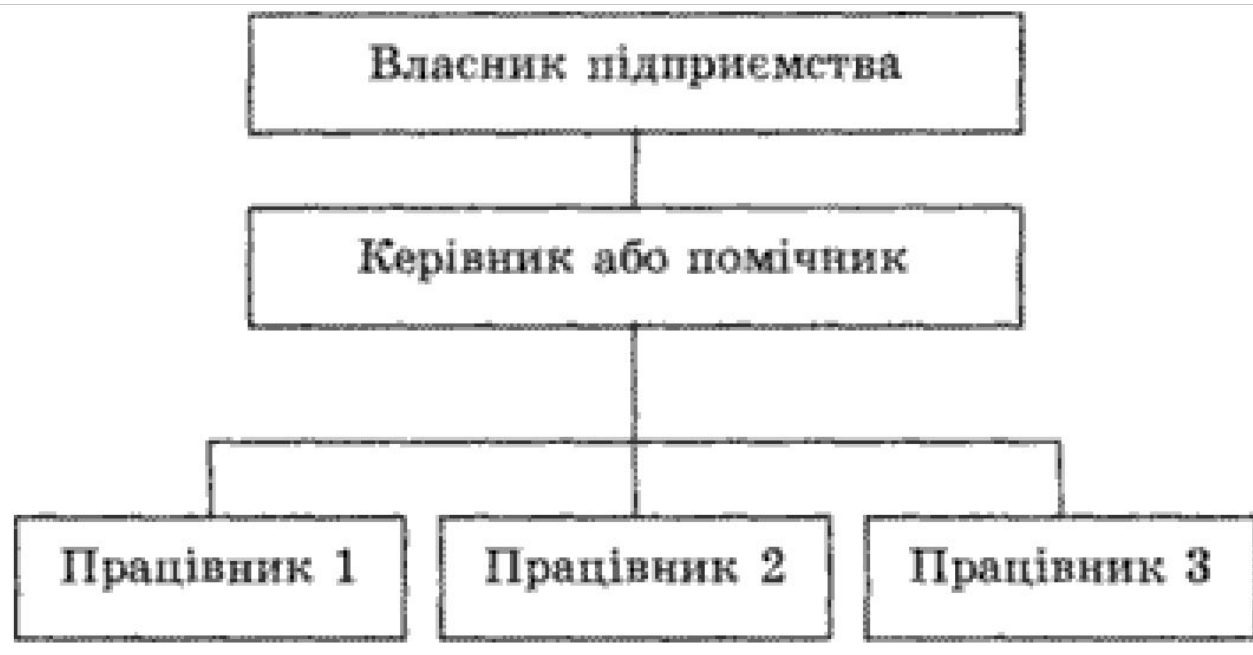 Власник підприємства
Керівник або помічник
Працівник 1
Працівник 2
Працівник 3